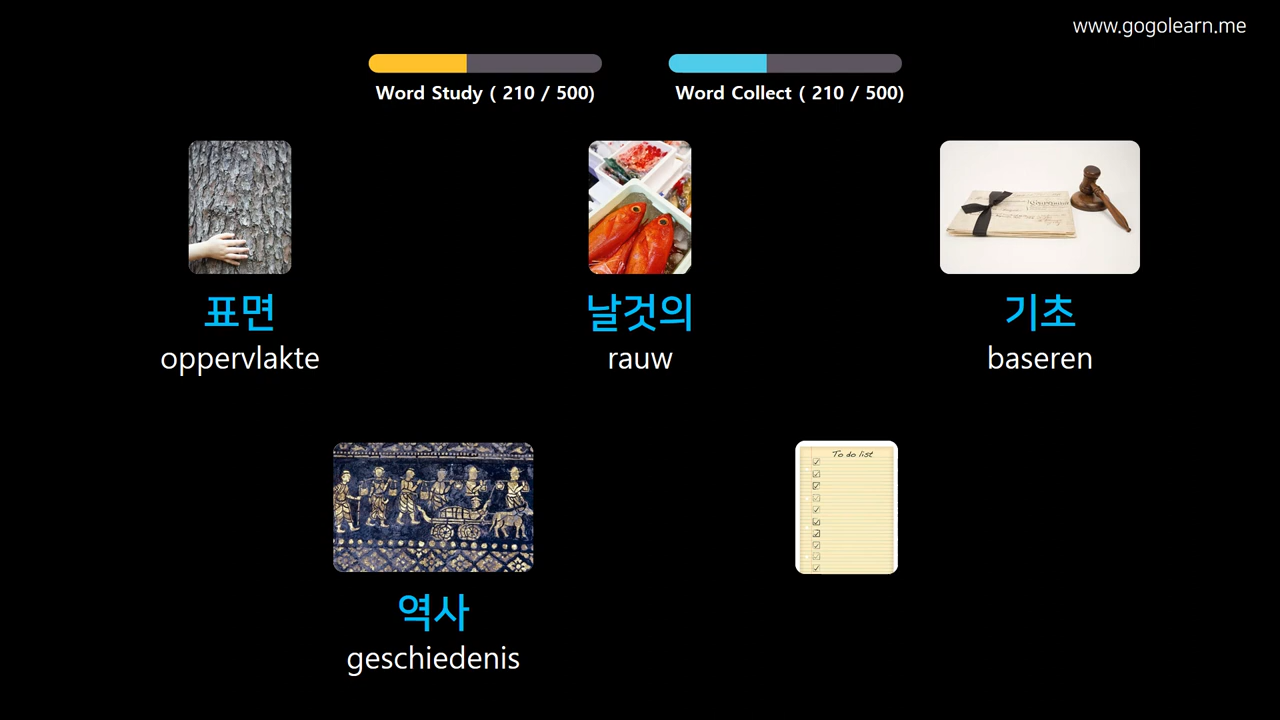 www.gogolearn.me
Word Study ( 210 / 500)
Word Collect ( 210 / 500)
표면
oppervlakte
날것의
rauw
기초
baseren
역사
geschiedenis
To do list